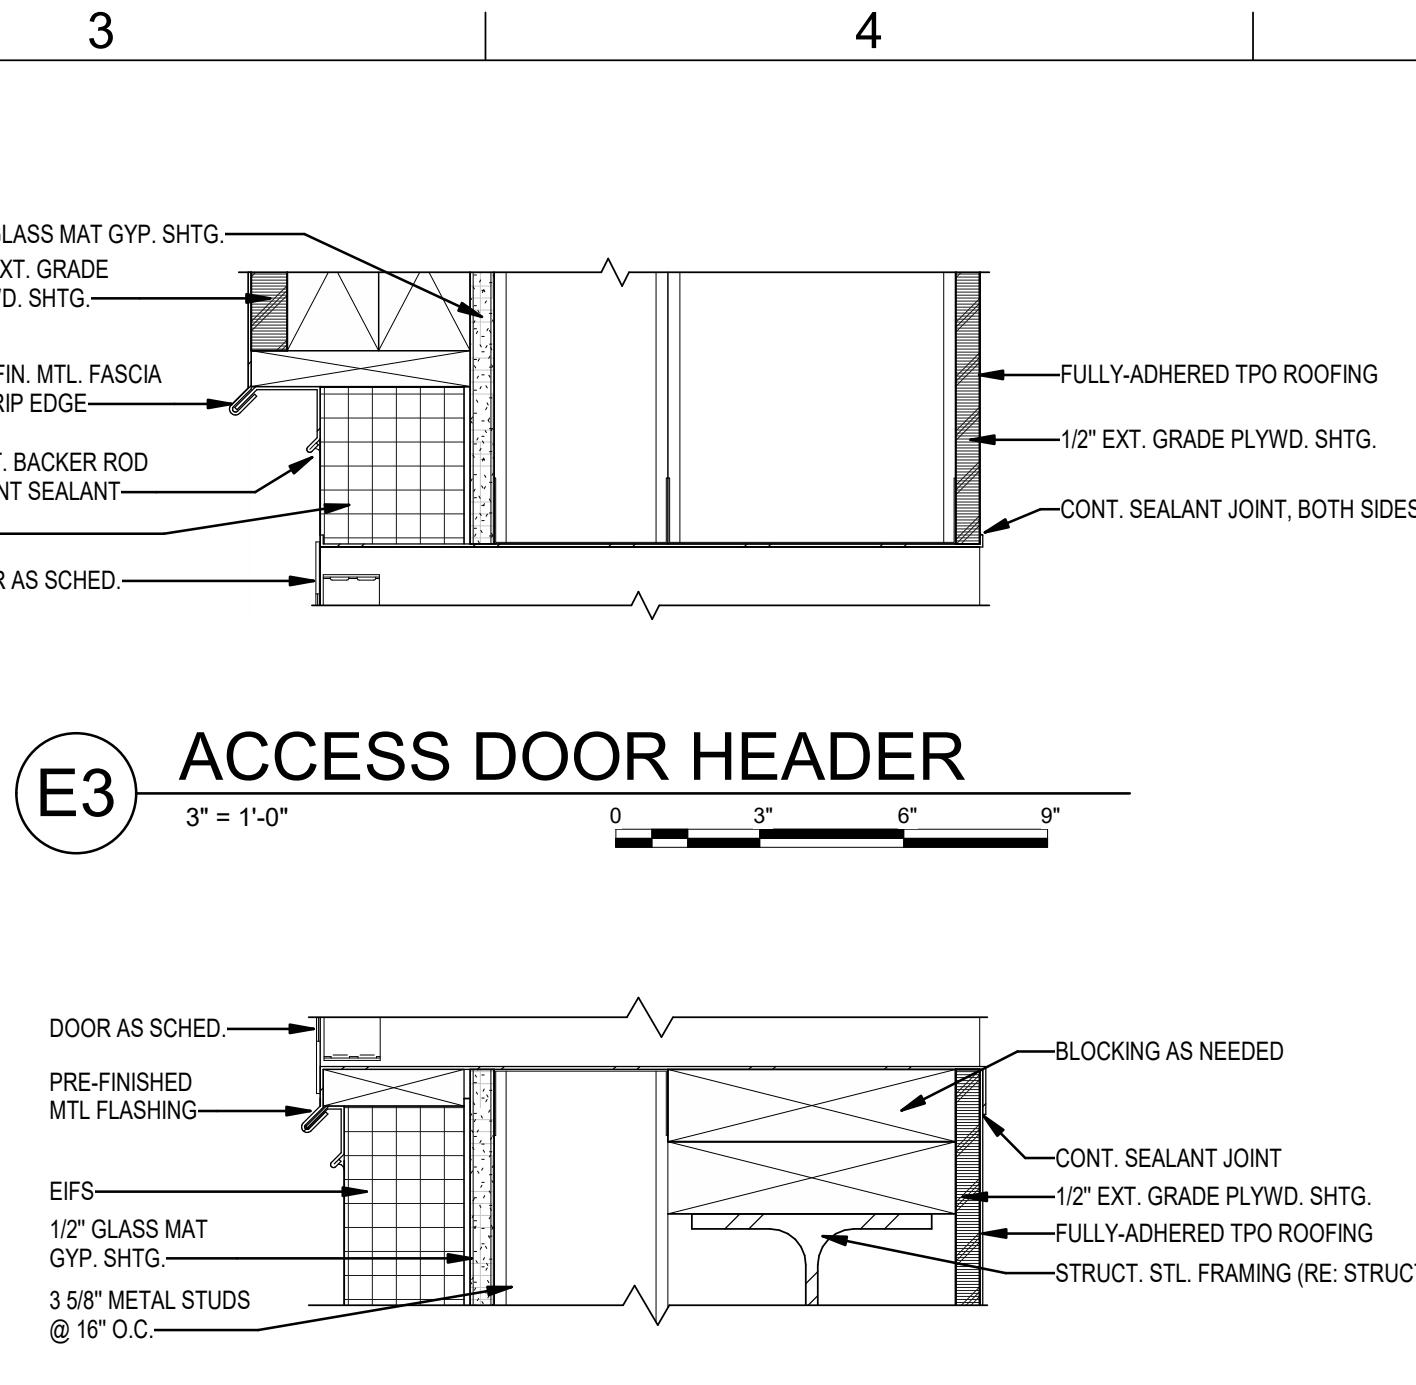 3
4
GLASS MAT GYP. SHTG.
EXT. GRADE
SHTG.
FIN. MTL. FASCIA
EDGE
BACKER ROD
SEALANT
AS SCHED.
FULLY-ADHERED TPO ROOFING
1/2" EXT. GRADE PLYWD. SHTG.
CONT. SEALANT JOINT, BOTH SIDES
E3
ACCESS DOOR HEADER
3" = 1'-0"
0 3" 6" 9"
DOOR AS SCHED.
PRE-FINISHED
MTL FLASHING
EIFS
1/2" GLASS MAT
GYP. SHTG.
3 5/8" METAL STUDS
@ 16" O.C.
BLOCKING AS NEEDED
CONT. SEALANT JOINT
1/2" EXT. GRADE PLYWD. SHTG.
FULLY-ADHERED TPO ROOFING
STRUCT. STL. FRAMING (RE: STRUCT